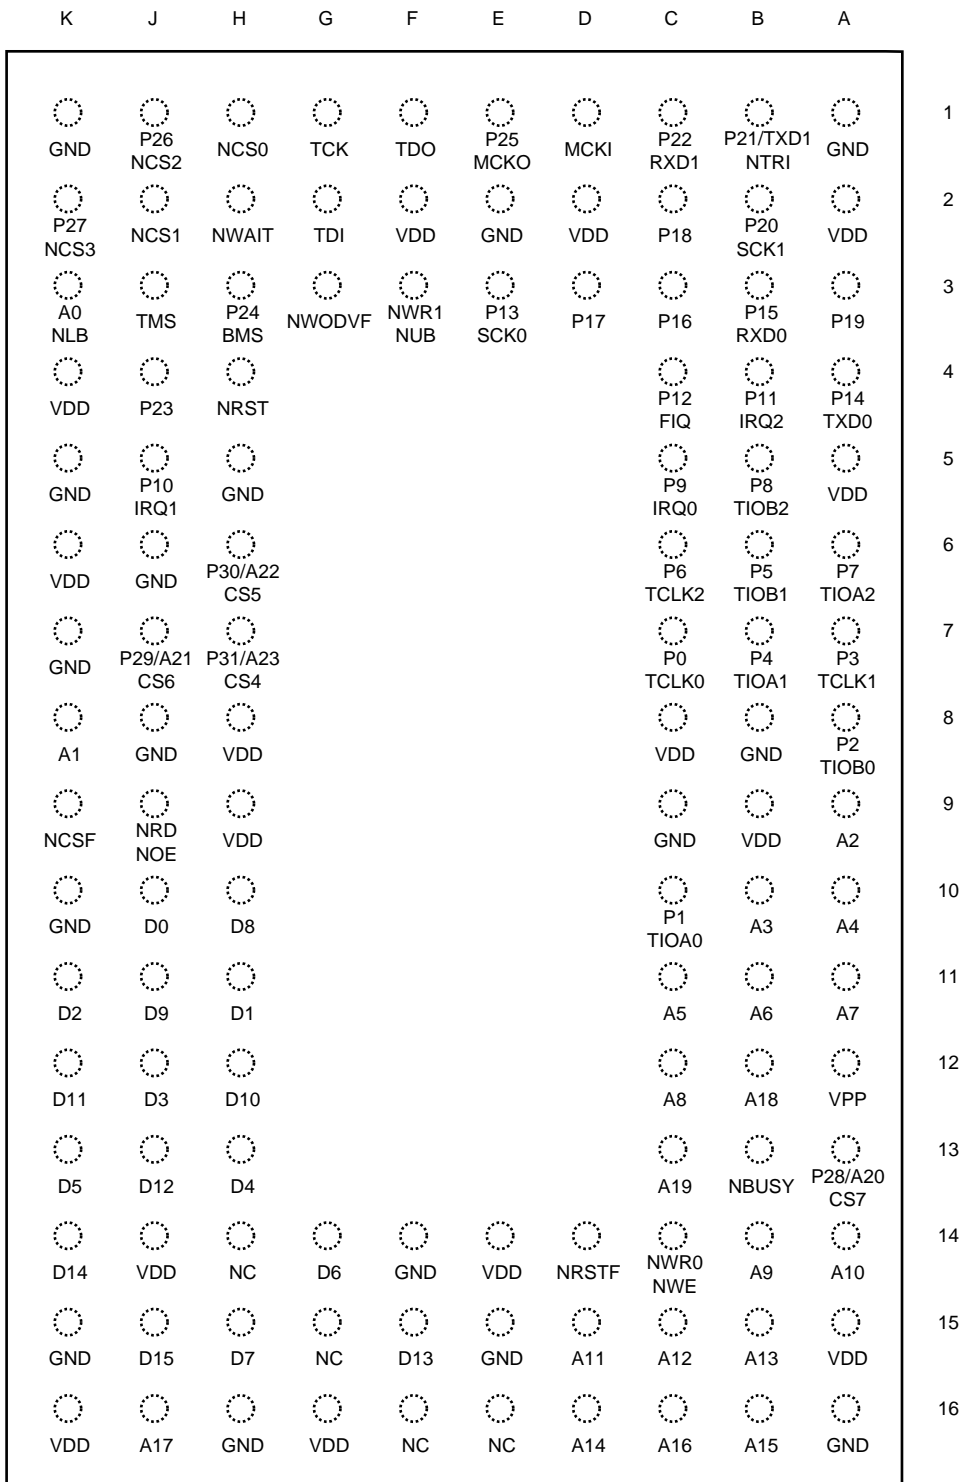 K J H G F E D C B A
1
GND P26 NCS0 TCK TDO P25 MCKI P22 P21/TXD1 GND
NCS2 MCKO RXD1 NTRI
2
P27 NCS1 NWAIT TDI VDD GND VDD P18 P20 VDD
NCS3 SCK1
3
A0 TMS P24 NWODVF NWR1 P13 P17 P16 P15 P19
NLB BMS NUB SCK0 RXD0
4
VDD P23 NRST P12 P11 P14
FIQ IRQ2 TXD0
5
GND P10 GND P9 P8 VDD
IRQ1 IRQ0 TIOB2
6
VDD GND P30/A22 P6 P5 P7
CS5 TCLK2 TIOB1 TIOA2
7
GND P29/A21 P31/A23 P0 P4 P3
CS6 CS4 TCLK0 TIOA1 TCLK1
8
A1 GND VDD VDD GND P2
TIOB0
9
NCSF NRD VDD GND VDD A2
NOE
10
GND D0 D8 P1 A3 A4
TIOA0
11
D2 D9 D1 A5 A6 A7
12
D11 D3 D10 A8 A18 VPP
13
D5 D12 D4 A19 NBUSY P28/A20
CS7
14
D14 VDD NC D6 GND VDD NRSTF NWR0 A9 A10
NWE
15
GND D15 D7 NC D13 GND A11 A12 A13 VDD
16
VDD A17 GND VDD NC NC A14 A16 A15 GND